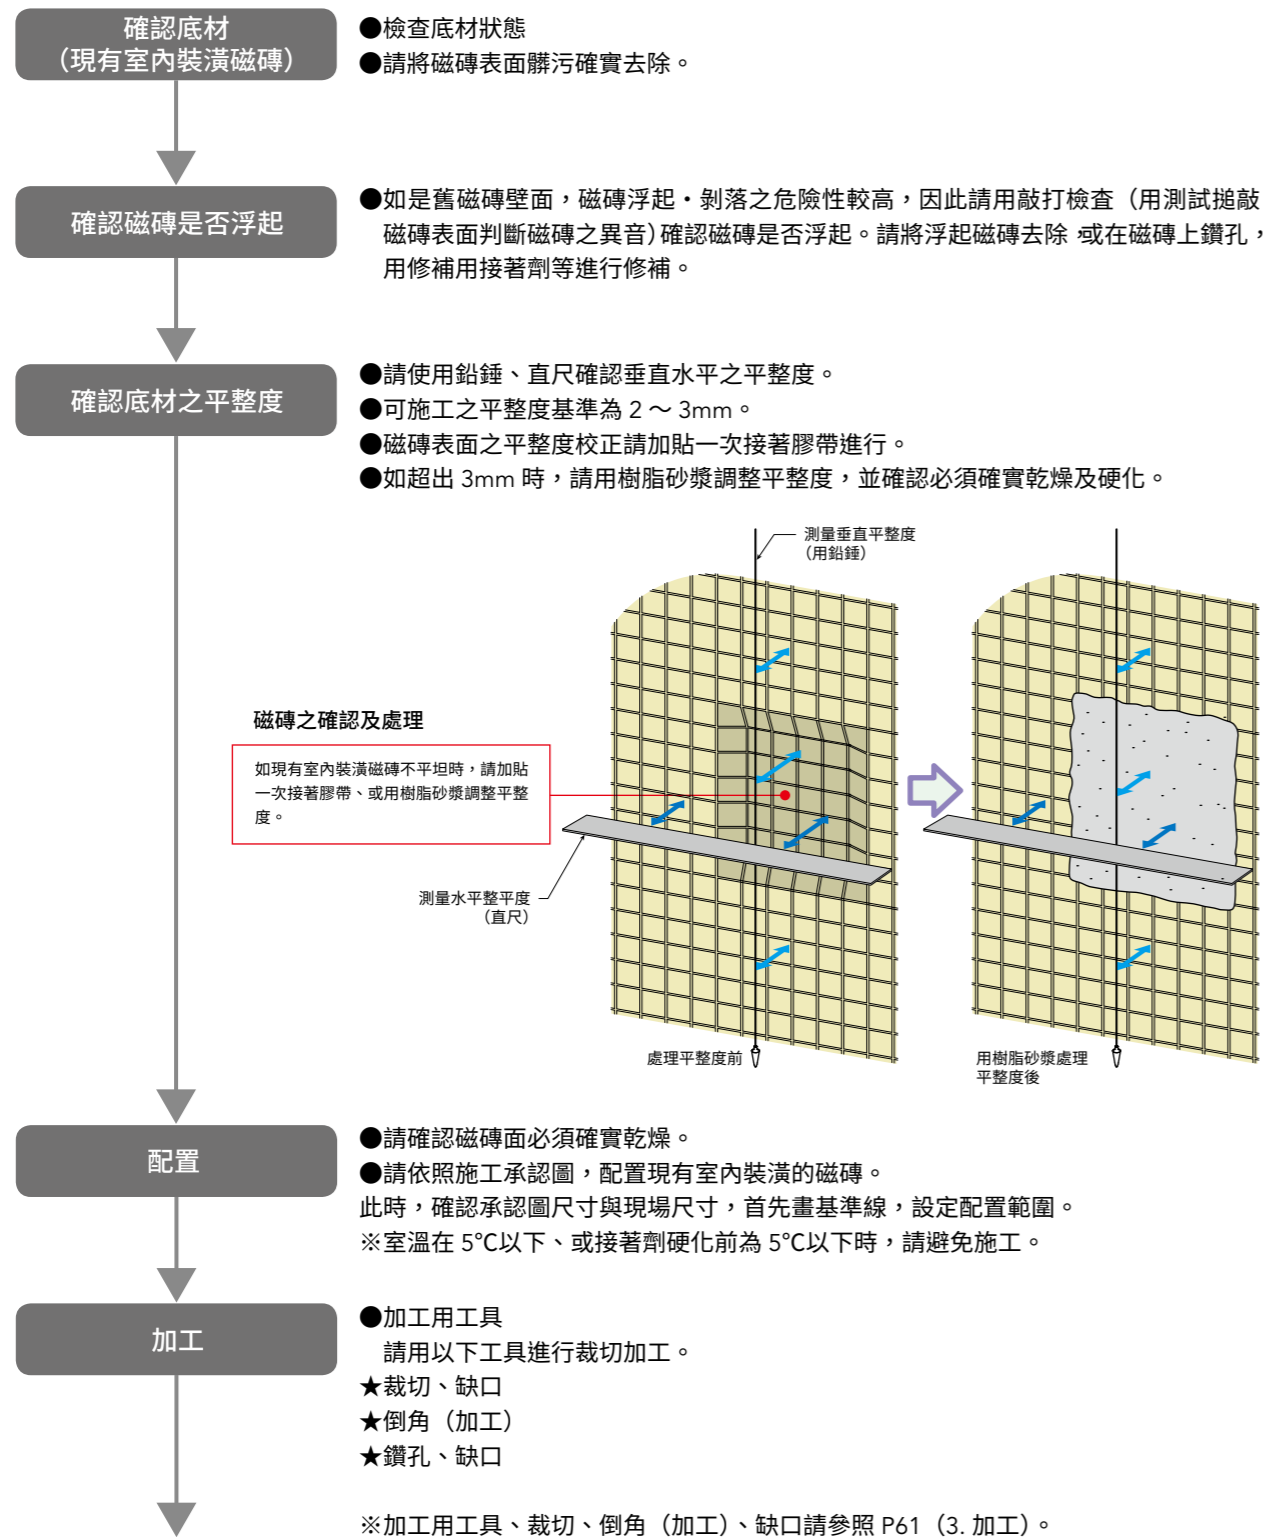 確認底材
（現有室內裝潢磁磚）
●檢查底材狀態
●請將磁磚表面髒污確實去除。
確認磁磚是否浮起
●如是舊磁磚壁面，磁磚浮起・剝落之危險性較高，因此請用敲打檢查（用測試搥敲
磁磚表面判斷磁磚之異音）確認磁磚是否浮起。請將浮起磁磚去除，或在磁磚上鑽孔，
用修補用接著劑等進行修補。
確認底材之平整度
●請使用鉛錘、直尺確認垂直水平之平整度。
●可施工之平整度基準為 2 ～ 3mm。
●磁磚表面之平整度校正請加貼一次接著膠帶進行。
●如超出 3mm 時，請用樹脂砂漿調整平整度，並確認必須確實乾燥及硬化。
測量垂直平整度
（用鉛錘）
磁磚之確認及處理
如現有室內裝潢磁磚不平坦時，請加貼
一次接著膠帶、或用樹脂砂漿調整平整
度。
測量水平整平度
（直尺）
處理平整度前
用樹脂砂漿處理
平整度後
配置
●請確認磁磚面必須確實乾燥。
●請依照施工承認圖，配置現有室內裝潢的磁磚。
此時，確認承認圖尺寸與現場尺寸，首先畫基準線，設定配置範圍。
※室溫在 5℃以下、或接著劑硬化前為 5℃以下時，請避免施工。
加工
●加工用工具
請用以下工具進行裁切加工。
★裁切、缺口
★倒角（加工）
★鑽孔、缺口
※加工用工具、裁切、倒角（加工）、缺口請參照 P61（3. 加工）。